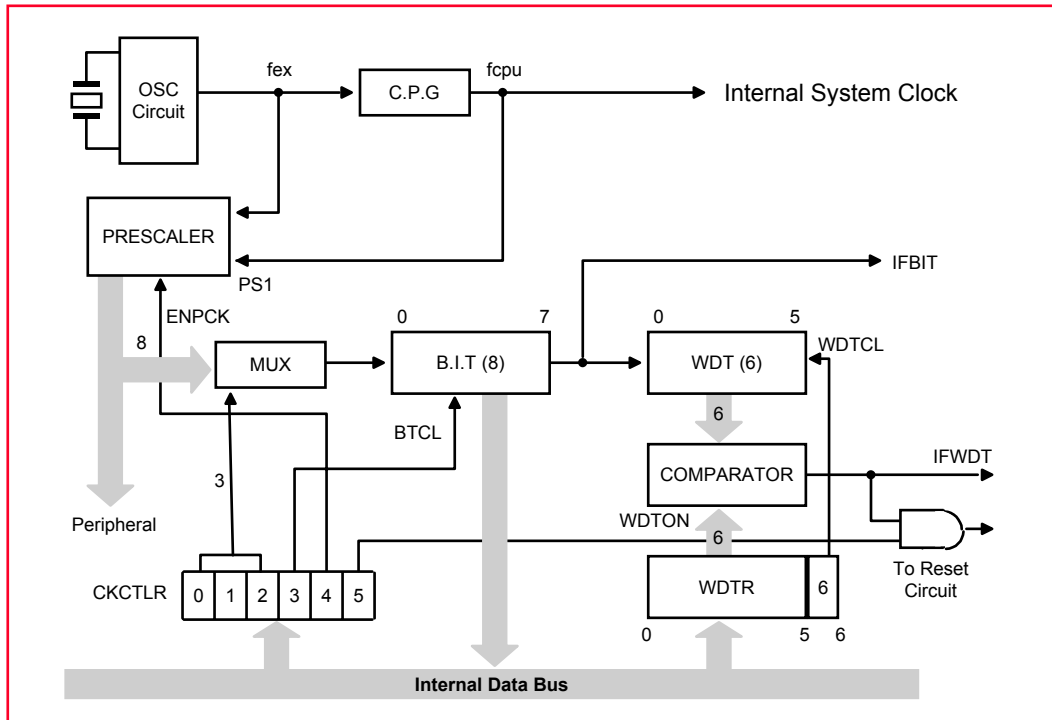 OSC
Circuit
fex
C.P.G
fcpu
Internal System Clock
PRESCALER
PS1
IFBIT
ENPCK
8
MUX
0 7
B.I.T (8)
0 5
WDT (6)
WDTCL
BTCL
6
3
COMPARATOR
IFWDT
Peripheral
WDTON
6
To Reset
Circuit
CKCTLR
0 1 2 3 4 5
WDTR
6
0 5 6
Internal Data Bus